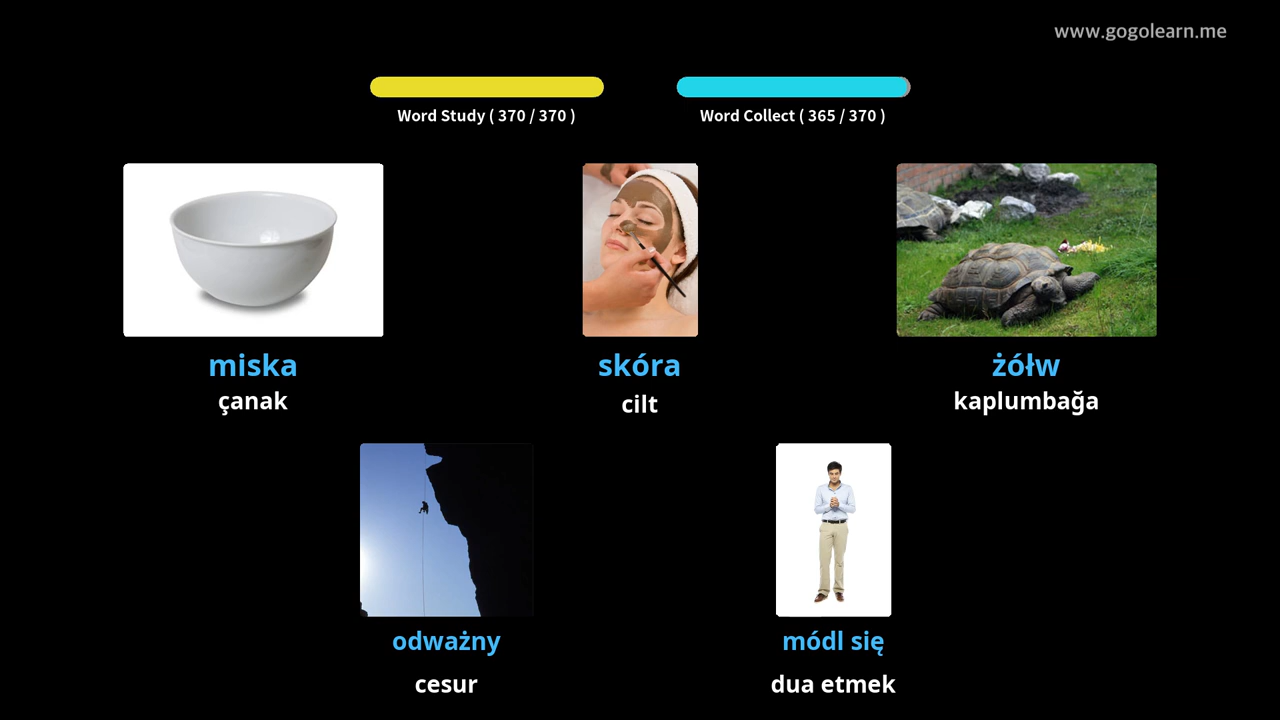 www.gogolearn.me
Word Study ( 370 / 370 )
Word Collect ( 365 / 370 )
miska
çanak
skóra
cilt
żółw
kaplumbağa
odważny
cesur
módl się
dua etmek